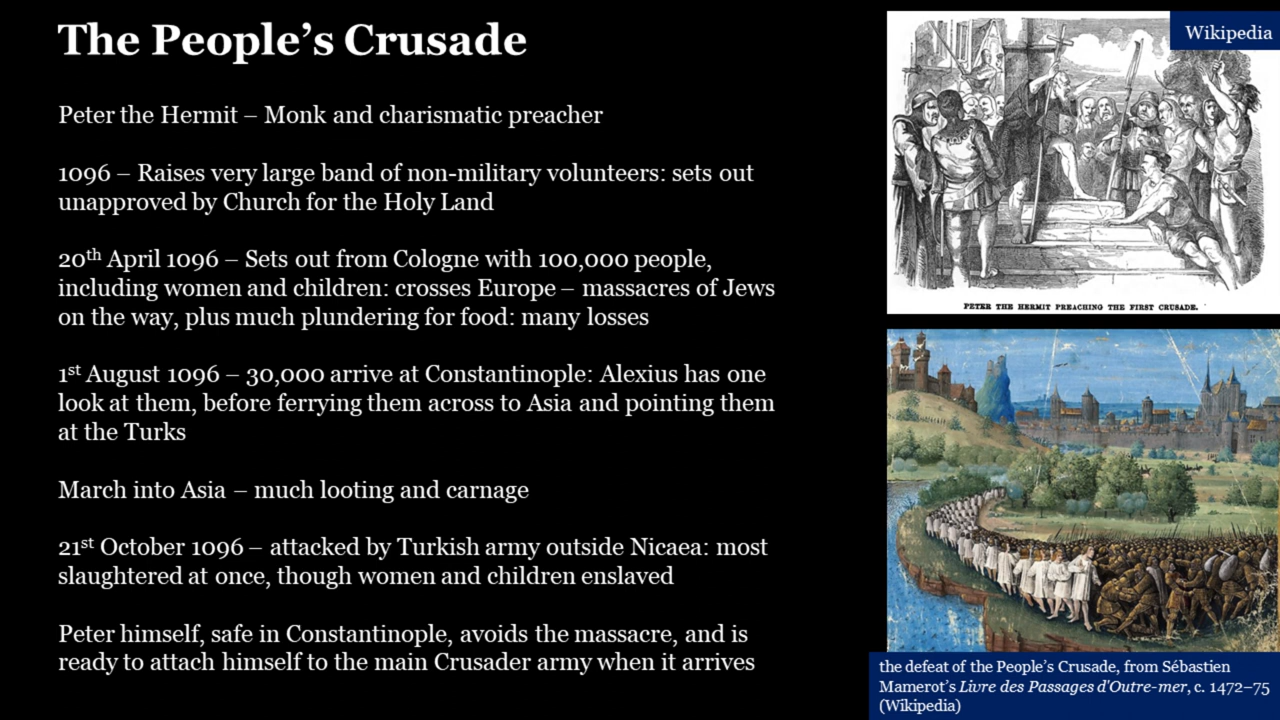 The People's Crusade
Peter the Hermit – Monk and charismatic preacher
1096 – Raises very large band of non-military volunteers: sets out
unapproved by Church for the Holy Land
20th April 1096 – Sets out from Cologne with 100,000 people,
including women and children: crosses Europe – massacres of Jews
on the way, plus much plundering for food: many losses
1st August 1096 – 30,000 arrive at Constantinople: Alexius has one
look at them, before ferrying them across to Asia and pointing them
at the Turks
March into Asia – much looting and carnage
21st October 1096 – attacked by Turkish army outside Nicaea: most
slaughtered at once, though women and children enslaved
Peter himself, safe in Constantinople, avoids the massacre, and is
ready to attach himself to the main Crusader army when it arrives
Wikipedia
PETER THE HERMIT PREACHING THE FIRST CRUSADE.
the defeat of the People's Crusade, from Sébastien
Mamerot's Livre des Passages d'Outre-mer, c. 1472–75
(Wikipedia)